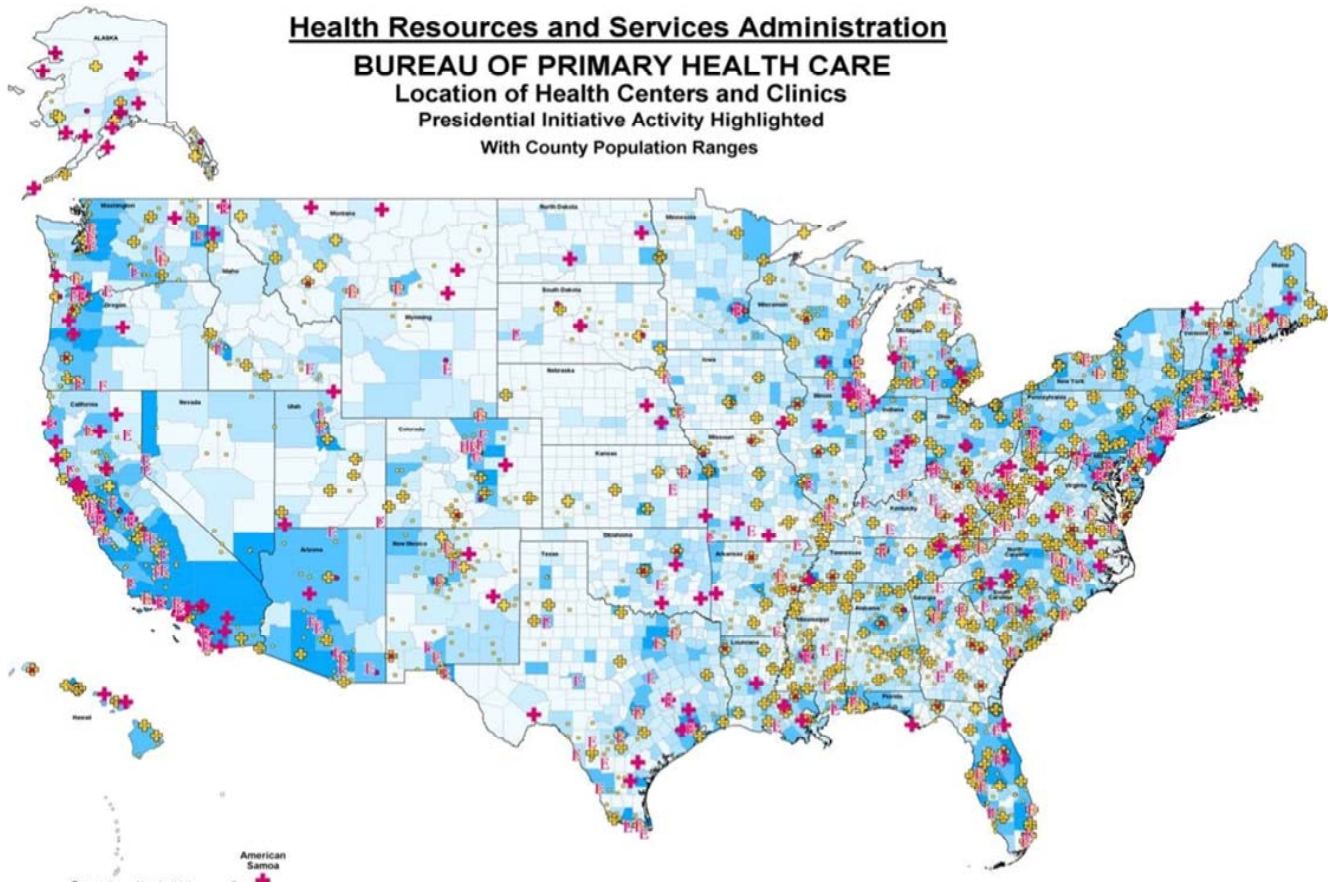 Health Resources and Services Administration
BUREAU OF PRIMARY HEALTH CARE
Location of Health Centers and Clinics
Presidential Initiative Activity Highlighted
With County Population Ranges
ALASKA
Washington
Montana
North Dakota
Minnesota
Maine
Idaho
Oregon
South Dakota
Wisconsin
Michigan
Vermont
NH
Wyoming
Iowa
New York
Nebraska
Pennsylvania
California
Nevada
Utah
Illinois
Indiana
Ohio
Colorado
Missouri
Kansas
Virginia
Kentucky
Arizona
New Mexico
Oklahoma
Texas
Arkansas
Tennessee
North Carolina
South Carolina
Georgia
Alabama
Mississippi
Louisiana
Florida
Hawaii
American
Samoa